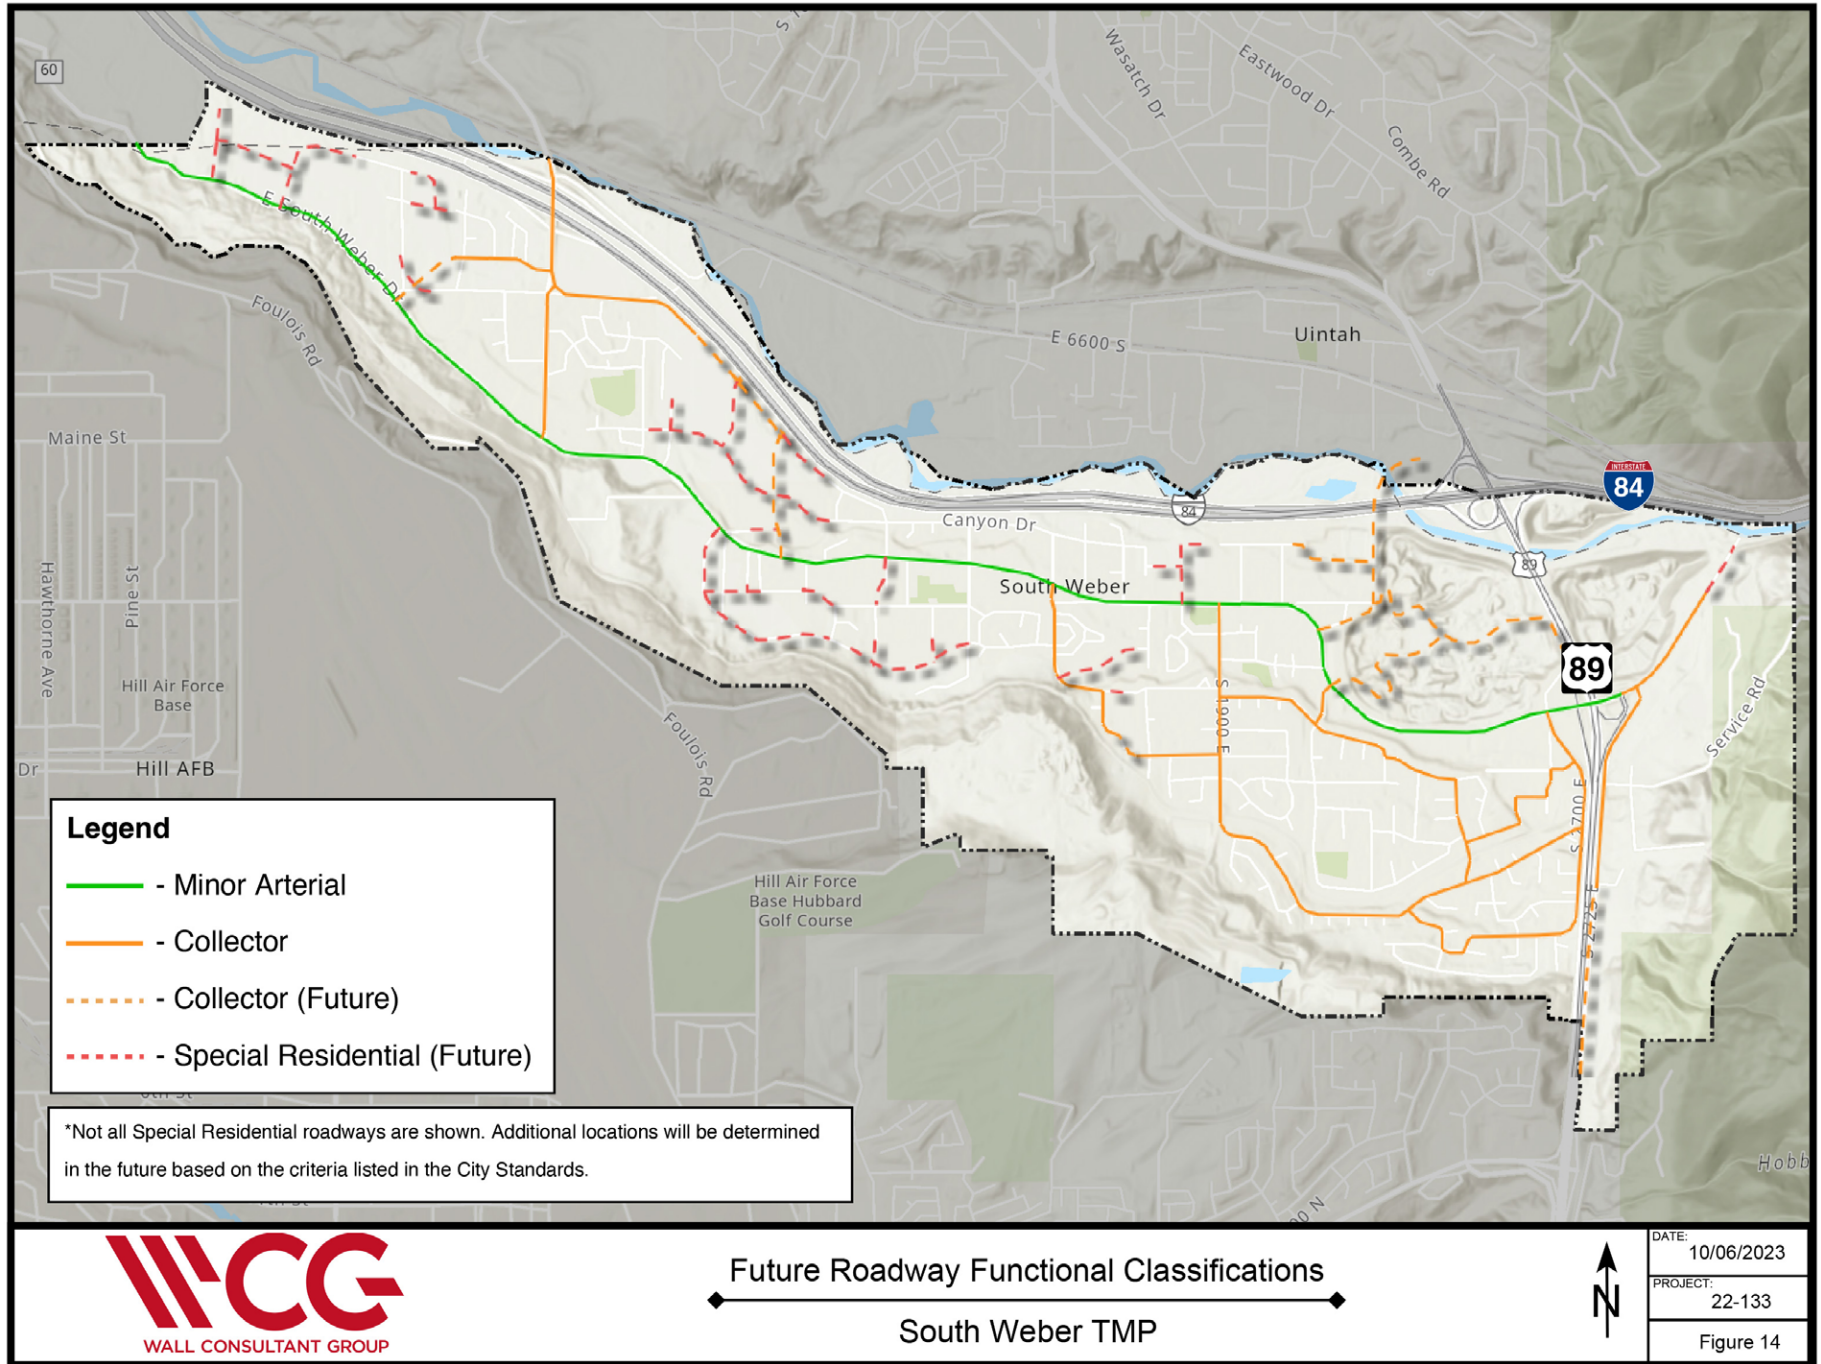 60
S 1
Wasatch Dr
Eastwood Dr
Combe Rd
E South Weber Dr
Foulois Rd
E 6600 S
Uintah
Maine St
INTERSTATE
84
84
Canyon Dr
89
South Weber
Hawthorne Ave
Pine St
Hill Air Force
Base
89
S 1900 E
Service Rd
Foulois Rd
Dr
Hill AFB
S 2700 E
Legend
- Minor Arterial
- Collector
- Collector (Future)
- Special Residential (Future)
Hill Air Force
Base Hubbard
Golf Course
E 2725 E
*Not all Special Residential roadways are shown. Additional locations will be determined
in the future based on the criteria listed in the City Standards.
Hobb
00 N
WCG
WALL CONSULTANT GROUP
Future Roadway Functional Classifications
South Weber TMP
N
DATE:
10/06/2023
PROJECT:
22-133
Figure 14